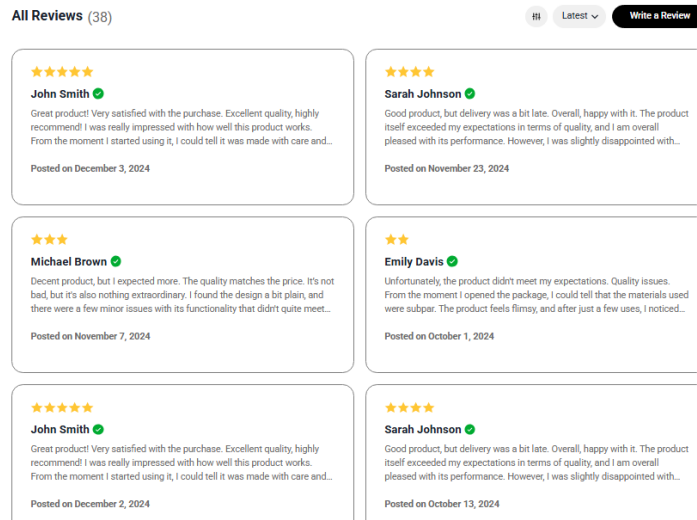 All Reviews (38)
Latest
Write a Review
John Smith
Great product! Very satisfied with the purchase. Excellent quality, highly
recommend! I was really impressed with how well this product works.
From the moment I started using it, I could tell it was made with care and...
Posted on December 3, 2024
Sarah Johnson
Good product, but delivery was a bit late. Overall, happy with it. The product
itself exceeded my expectations in terms of quality, and I am overall
pleased with its performance. However, I was slightly disappointed with...
Posted on November 23, 2024
Michael Brown
Decent product, but I expected more. The quality matches the price. It's not
bad, but it's also nothing extraordinary. I found the design a bit plain, and
there were a few minor issues with its functionality that didn't quite meet...
Posted on November 7, 2024
Emily Davis
Unfortunately, the product didn't meet my expectations. Quality issues.
From the moment I opened the package, I could tell that the materials used
were subpar. The product feels flimsy, and after just a few uses, I noticed...
Posted on October 1, 2024
John Smith
Great product! Very satisfied with the purchase. Excellent quality, highly
recommend! I was really impressed with how well this product works.
From the moment I started using it, I could tell it was made with care and...
Posted on December 2, 2024
Sarah Johnson
Good product, but delivery was a bit late. Overall, happy with it. The product
itself exceeded my expectations in terms of quality, and I am overall
pleased with its performance. However, I was slightly disappointed with...
Posted on October 13, 2024